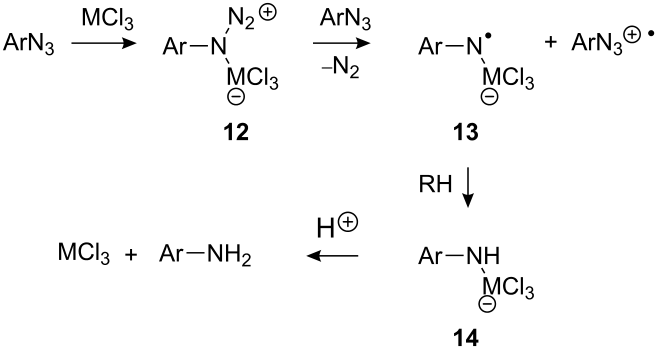 ArN₃ MCl₃ Ar–N N₂⊕ MCl₃ ⊖ ArN₃ –N₂ Ar–N• MCl₃ ⊖ + ArN₃⊕•
12 13
RH
MCl₃ + Ar–NH₂ H⊕ Ar–NH MCl₃ ⊖
14